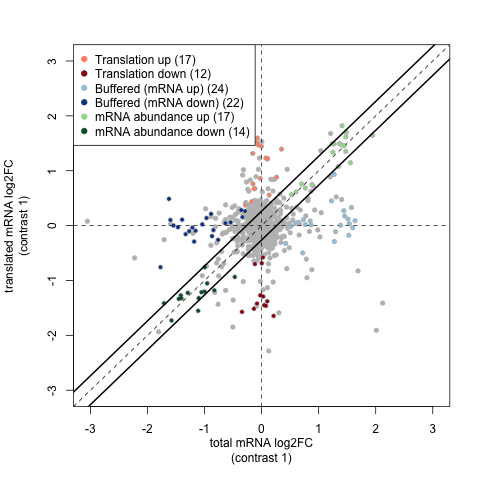 Translation up (17)
Translation down (12)
Buffered (mRNA up) (24)
Buffered (mRNA down) (22)
mRNA abundance up (17)
mRNA abundance down (14)
translated mRNA log2FC
(contrast 1)
3
2
1
0
-1
-2
-3
-3 -2 -1 0 1 2 3
total mRNA log2FC
(contrast 1)